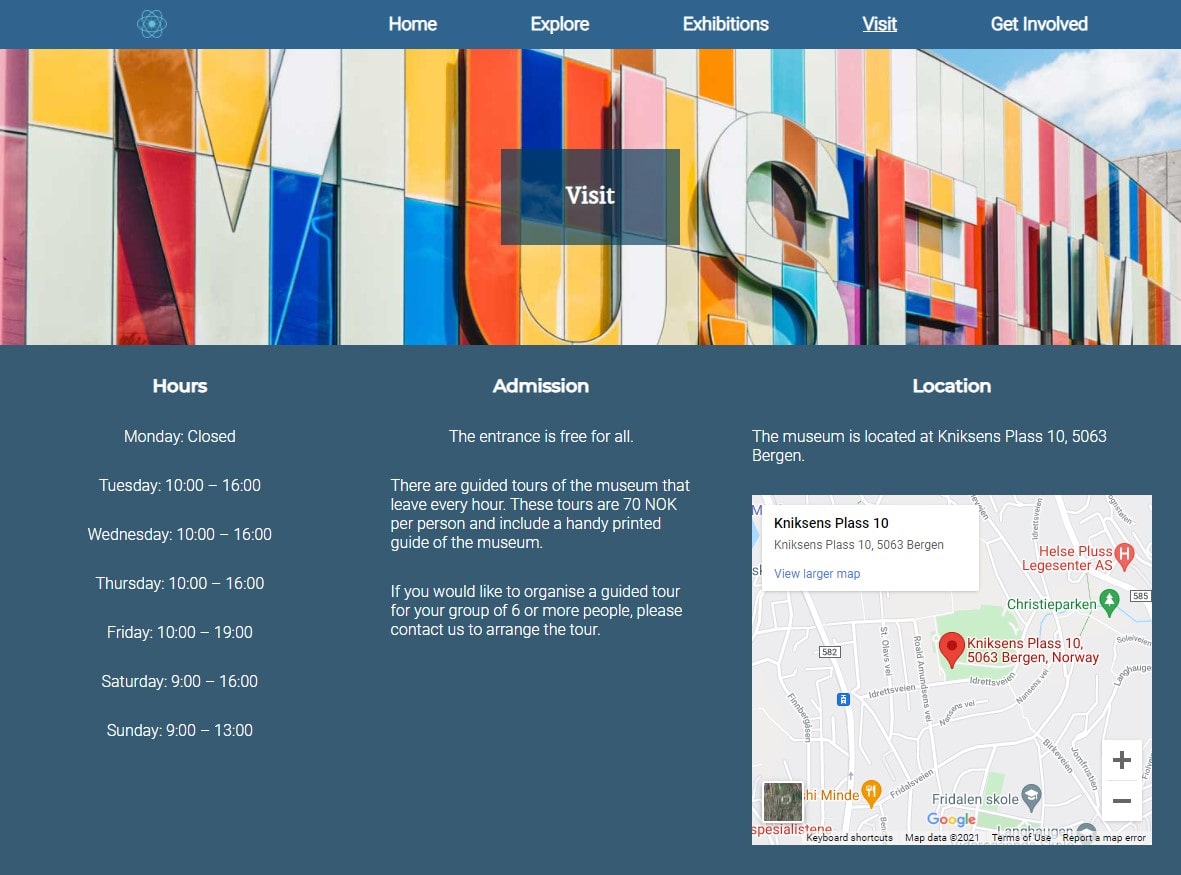 Home
Explore
Exhibitions
Visit
Get Involved
MUSEUM
Visit
Hours
Monday: Closed
Tuesday: 10:00 – 16:00
Wednesday: 10:00 – 16:00
Thursday: 10:00 – 16:00
Friday: 10:00 – 19:00
Saturday: 9:00 – 16:00
Sunday: 9:00 – 13:00
Admission
The entrance is free for all.
There are guided tours of the museum that
leave every hour. These tours are 70 NOK
per person and include a handy printed
guide of the museum.
If you would like to organise a guided tour
for your group of 6 or more people, please
contact us to arrange the tour.
Location
The museum is located at Kniksens Plass 10, 5063
Bergen.
Kniksens Plass 10
Kniksens Plass 10, 5063 Bergen
View larger map
Idrettsveien
Helse Pluss
Legesenter AS
H
585
Christieparken
Kniksens Plass 10,
5063 Bergen, Norway
582
St. Olavs vei
Roald Amundsens vei
Idrettsveien
Idrettsveien
Nansens vei
Nansens vei
Finnbergåsen
Birkeveien
Jomfrustien
Fridalsveien
hi Minde
Fridalen skole
Google
Langhaugen
spesialistene
Keyboard shortcuts
Map data ©2021
Terms of Use
Report a map error